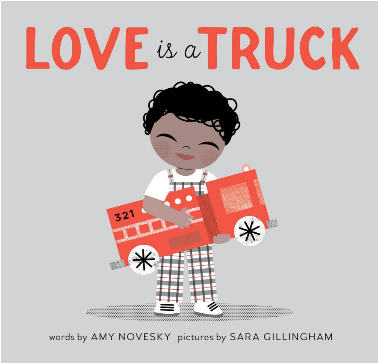 LOVE is a TRUCK
321
words by AMY NOVESKY pictures by SARA GILLINGHAM